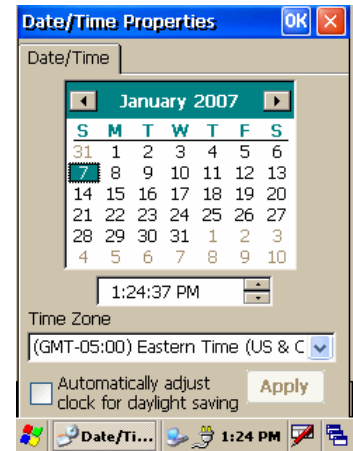 Date/Time Properties OK
Date/Time
January 2007
S M T W T F S
31 1 2 3 4 5 6
7 8 9 10 11 12 13
14 15 16 17 18 19 20
21 22 23 24 25 26 27
28 29 30 31 1 2 3
4 5 6 7 8 9 10
1:24:37 PM
Time Zone
(GMT-05:00) Eastern Time (US & C
Automatically adjust
clock for daylight saving
Apply
Date/Ti... 1:24 PM